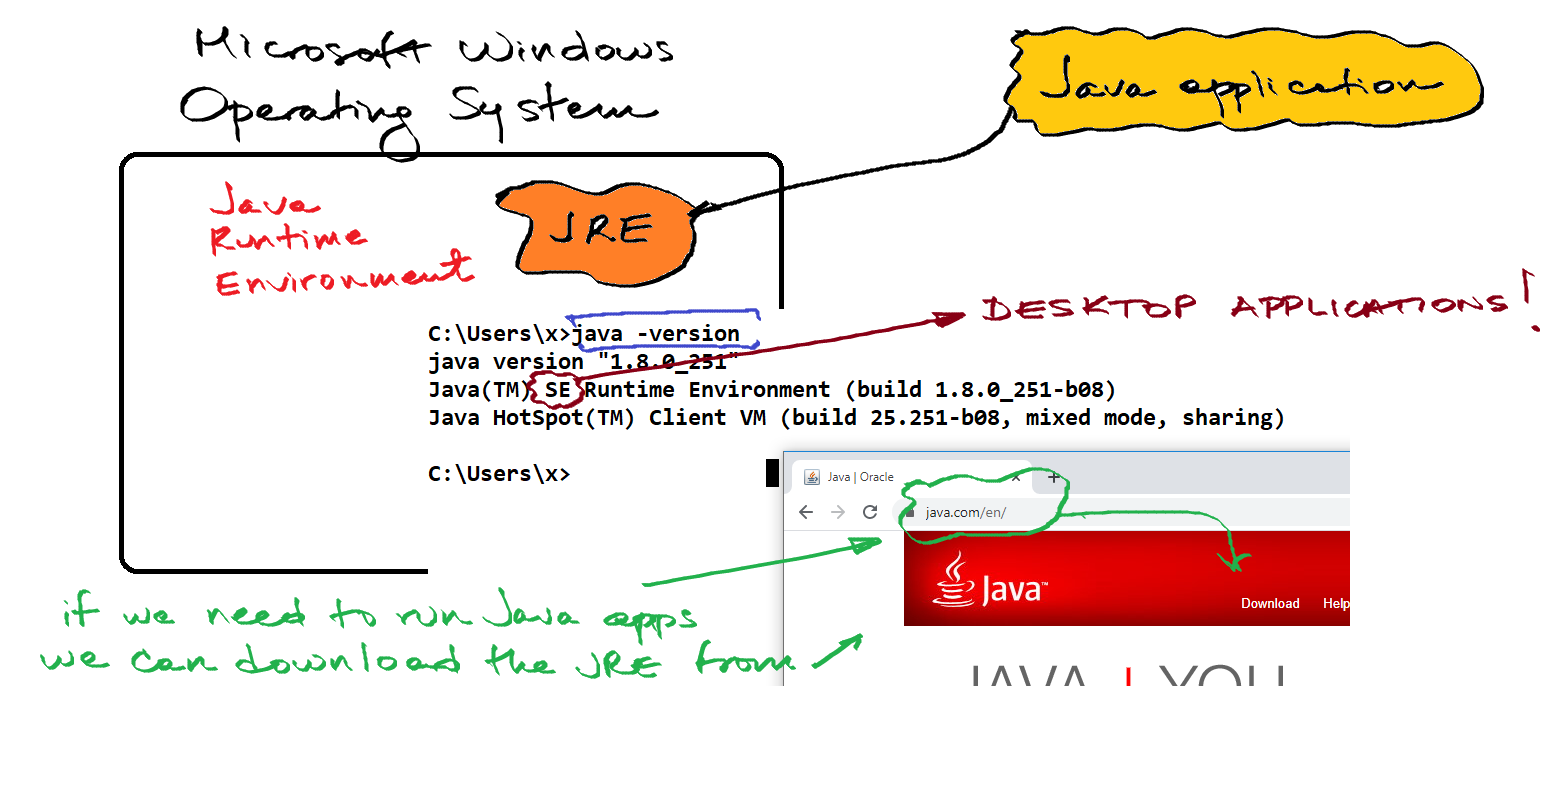 Microsoft Windows
Operating System
Java application
Java
Runtime
Environment
JRE
DESKTOP APPLICATIONS!
C:\Users\x>java -version
java version "1.8.0_251"
Java(TM) SE Runtime Environment (build 1.8.0_251-b08)
Java HotSpot(TM) Client VM (build 25.251-b08, mixed mode, sharing)
C:\Users\x>
Java | Oracle
java.com/en/
Java™
Download Help
JAVA | YOU
if we need to run Java apps
we can download the JRE from